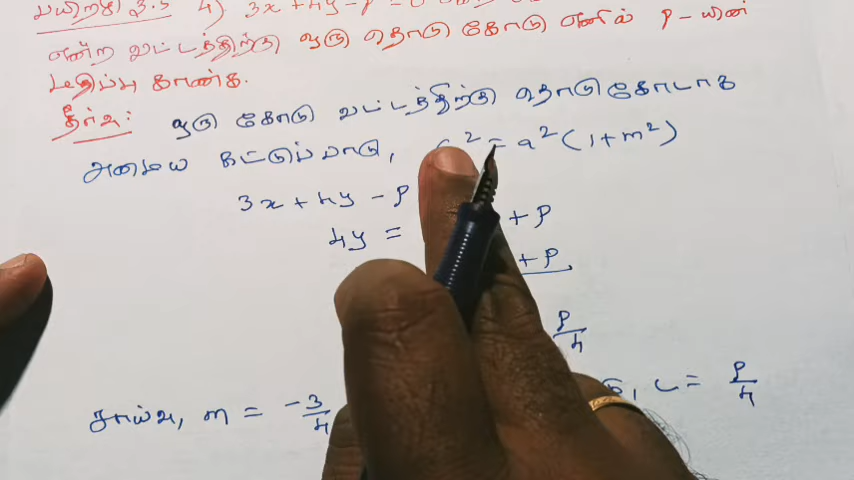 பயிற்சி 3.5 4) 3x + 4y - P = 0
என்ற வட்டத்திற்கு ஒரு தொடு கோடு எனில் P-யின்
மதிப்பு காண்க.
தீர்வு: ஒரு கோடு வட்டத்திற்கு தொடுகோடாக
அமைய கட்டுப்பாடு, c² = a² (1+m²)
3x + 4y - P
4y = + P
+ P
P/4
சாய்வு, m = -3/4 , c = P/4